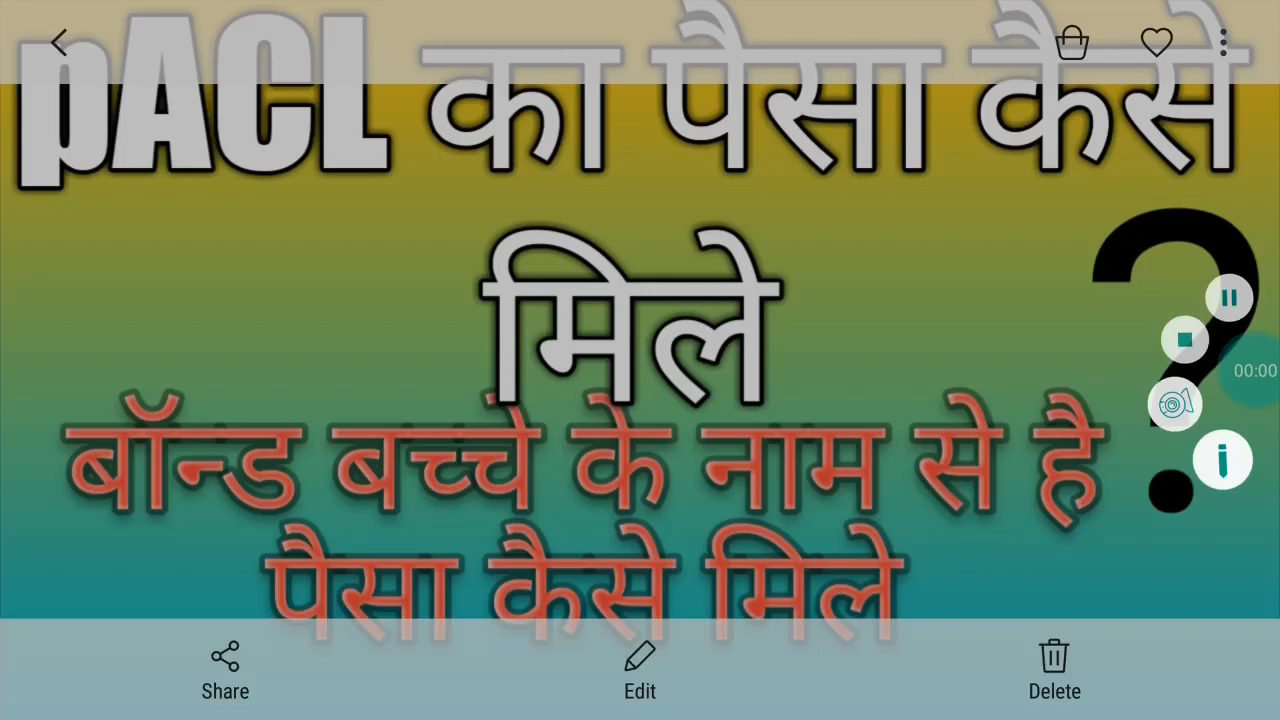 pACL का पैसा कैसे
मिले ?
00:00
बॉन्ड बच्चे के नाम से है
पैसा कैसे मिले
Share Edit Delete